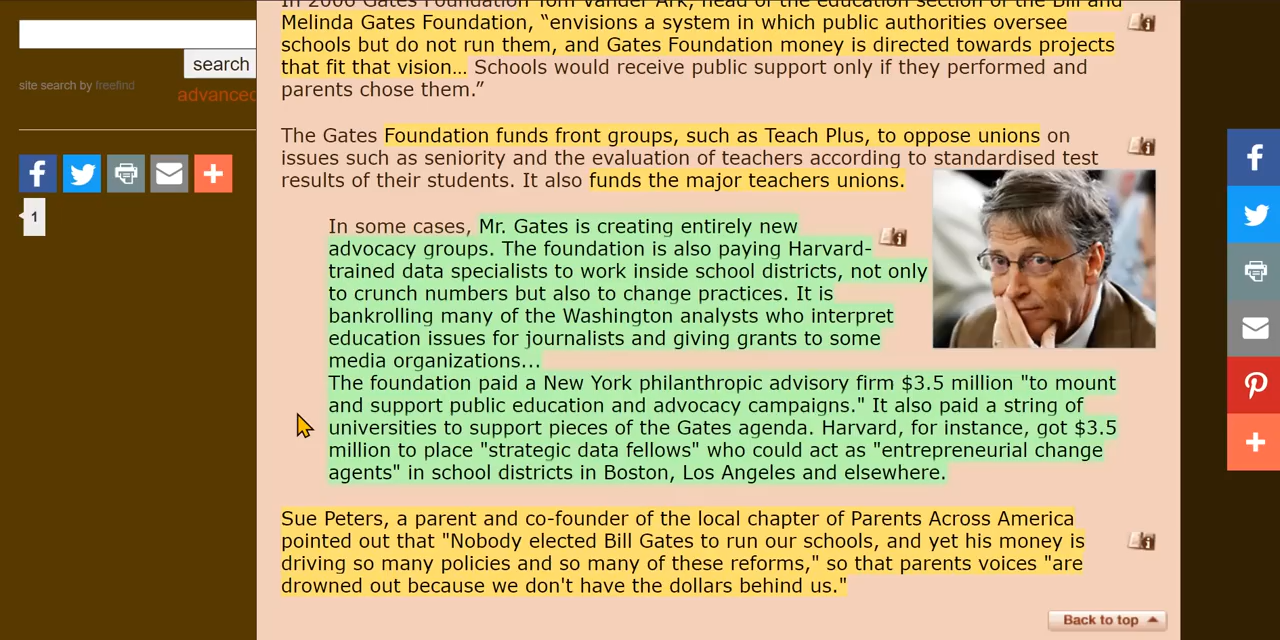 In 2006 Gates Foundation Tom Vander Ark, head of the education section of the Bill and
Melinda Gates Foundation, “envisions a system in which public authorities oversee
schools but do not run them, and Gates Foundation money is directed towards projects
that fit that vision… Schools would receive public support only if they performed and
parents chose them.”
search
site search by freefind
advanced
The Gates Foundation funds front groups, such as Teach Plus, to oppose unions on
issues such as seniority and the evaluation of teachers according to standardised test
results of their students. It also funds the major teachers unions.
1
In some cases, Mr. Gates is creating entirely new
advocacy groups. The foundation is also paying Harvard-
trained data specialists to work inside school districts, not only
to crunch numbers but also to change practices. It is
bankrolling many of the Washington analysts who interpret
education issues for journalists and giving grants to some
media organizations...
The foundation paid a New York philanthropic advisory firm $3.5 million "to mount
and support public education and advocacy campaigns." It also paid a string of
universities to support pieces of the Gates agenda. Harvard, for instance, got $3.5
million to place "strategic data fellows" who could act as "entrepreneurial change
agents" in school districts in Boston, Los Angeles and elsewhere.
Sue Peters, a parent and co-founder of the local chapter of Parents Across America
pointed out that "Nobody elected Bill Gates to run our schools, and yet his money is
driving so many policies and so many of these reforms," so that parents voices "are
drowned out because we don't have the dollars behind us."
Back to top